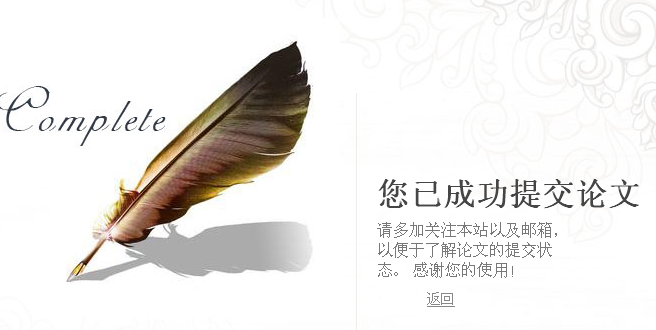 Complete
您已成功提交论文
请多加关注本站以及邮箱，
以便于了解论文的提交状
态。 感谢您的使用!
返回